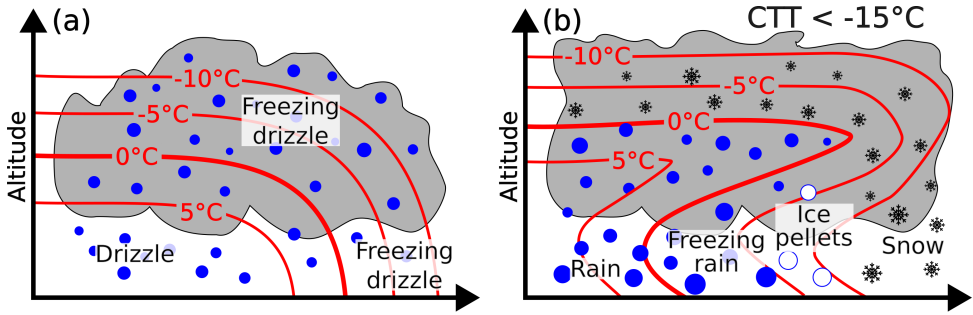 (a)
Altitude
-10°C
-5°C
0°C
5°C
Freezing
drizzle
Drizzle
Freezing
drizzle
(b)
CTT < -15°C
Altitude
-10°C
-5°C
0°C
5°C
Rain
Freezing
rain
Ice
pellets
Snow